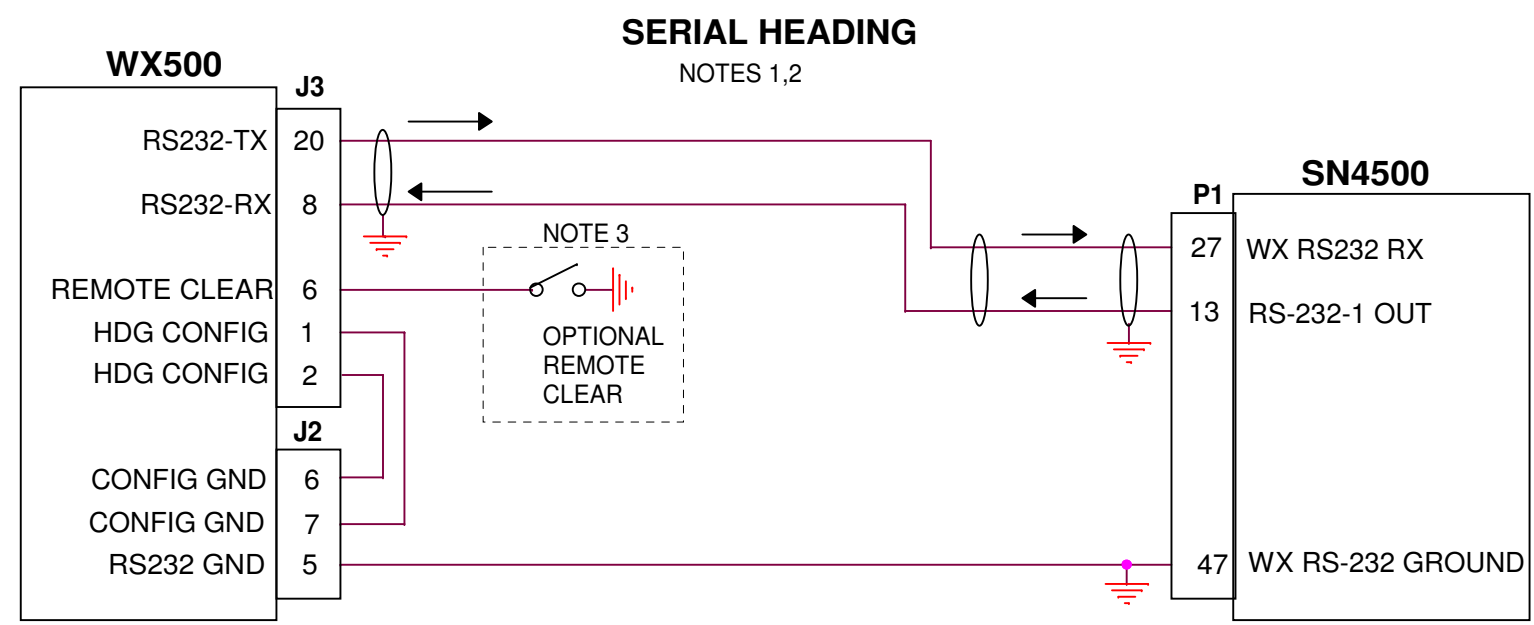 SERIAL HEADING
NOTES 1,2
WX500
J3
RS232-TX 20
RS232-RX 8
REMOTE CLEAR 6
HDG CONFIG 1
HDG CONFIG 2
J2
CONFIG GND 6
CONFIG GND 7
RS232 GND 5
NOTE 3
OPTIONAL
REMOTE
CLEAR
SN4500
P1
27 WX RS232 RX
13 RS-232-1 OUT
47 WX RS-232 GROUND